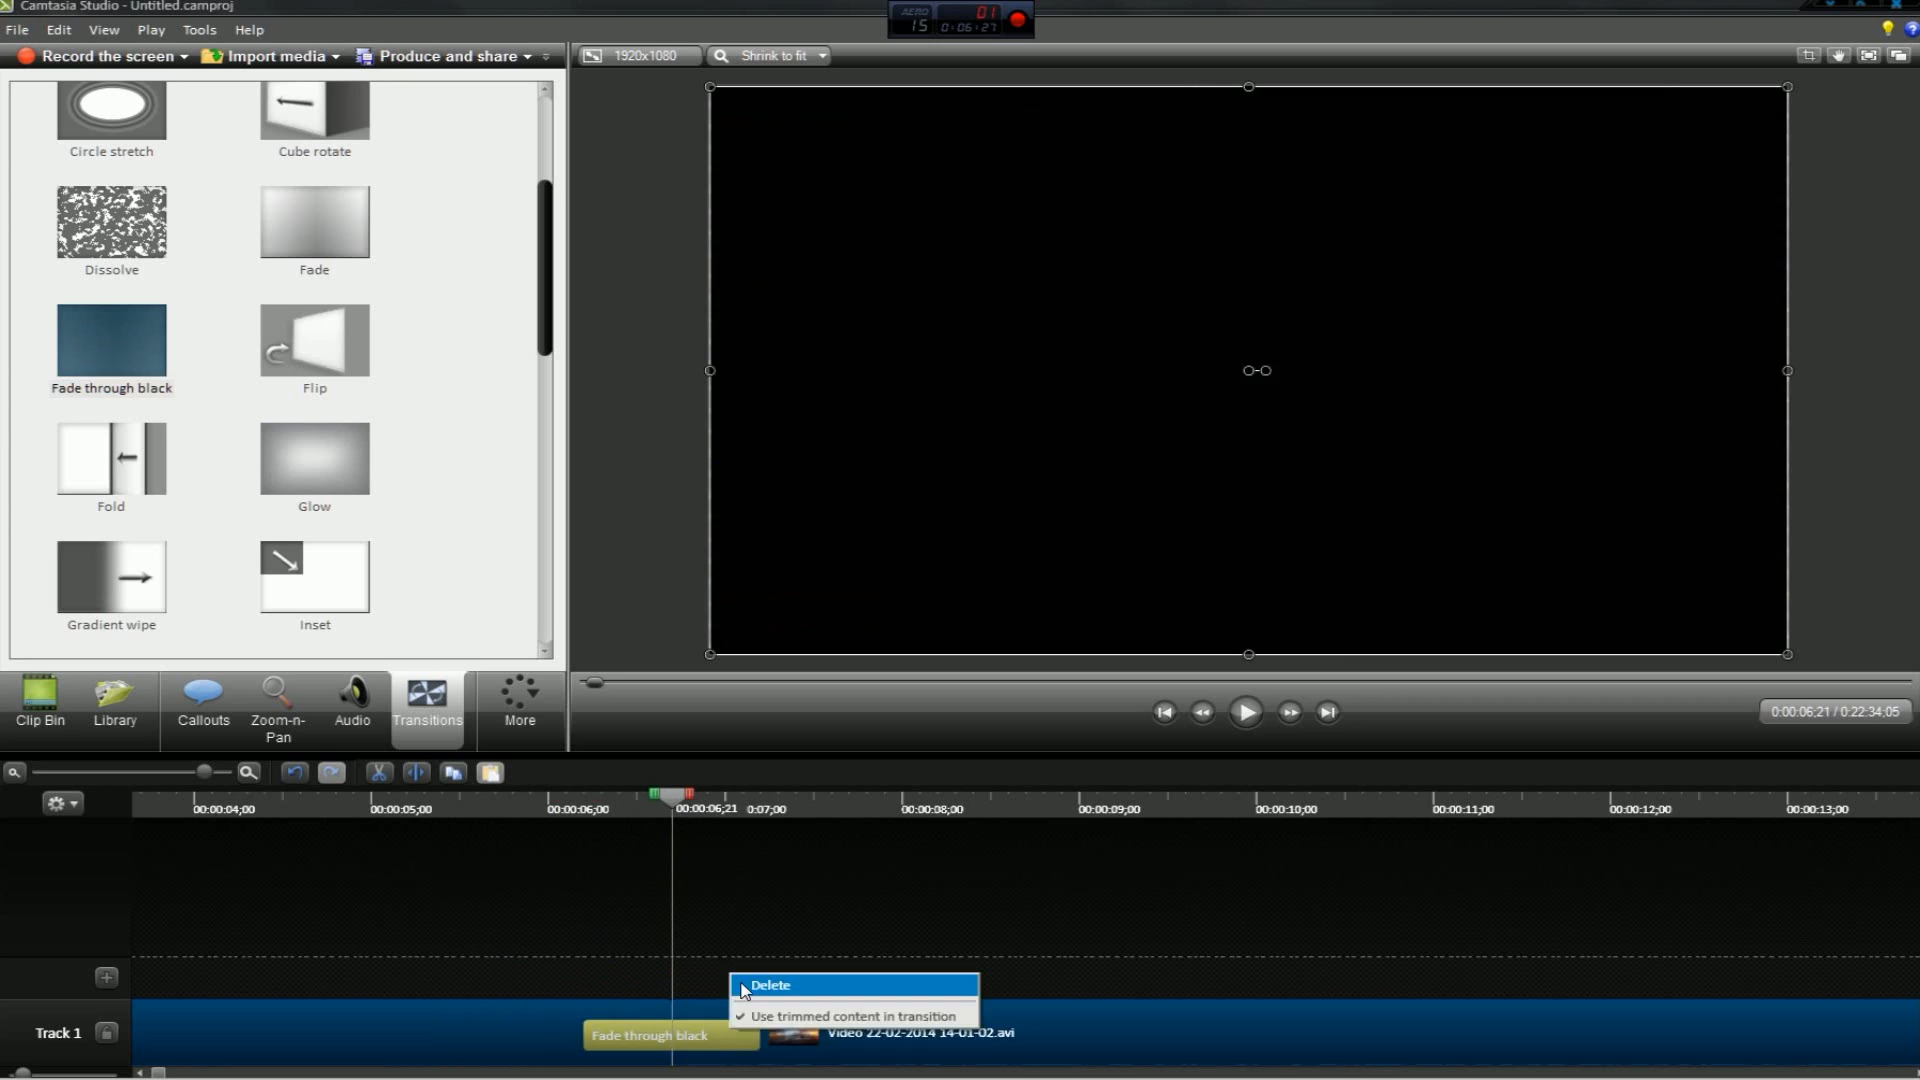 Camtasia Studio - Untitled.camproj
AERO 01
15 0:06:27
File Edit View Play Tools Help
Record the screen Import media Produce and share
1920x1080 Shrink to fit
Circle stretch Cube rotate
Dissolve Fade
Fade through black Flip
Fold Glow
Gradient wipe Inset
Clip Bin Library Callouts Zoom-n-Pan Audio Transitions More
0:00:06;21 / 0:22:34;05
00:00:04;00 00:00:05;00 00:00:06;00 00:00:06;21 0:07;00 00:00:08;00 00:00:09;00 00:00:10;00 00:00:11;00 00:00:12;00 00:00:13;00
Delete
Use trimmed content in transition
Track 1 Fade through black Video 22-02-2014 14-01-02.avi